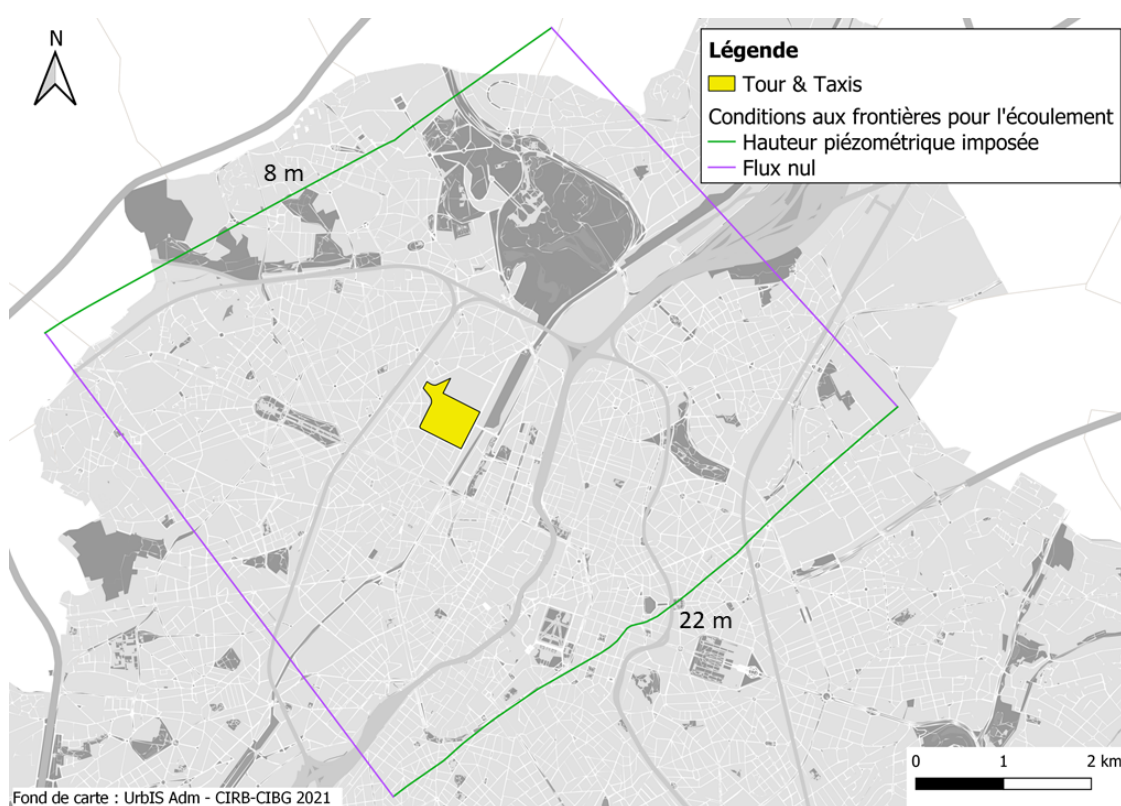 N
Légende
Tour & Taxis
Conditions aux frontières pour l'écoulement
Hauteur piézométrique imposée
Flux nul
8 m
22 m
0 1 2 km
Fond de carte : UrbIS Adm - CIRB-CIBG 2021